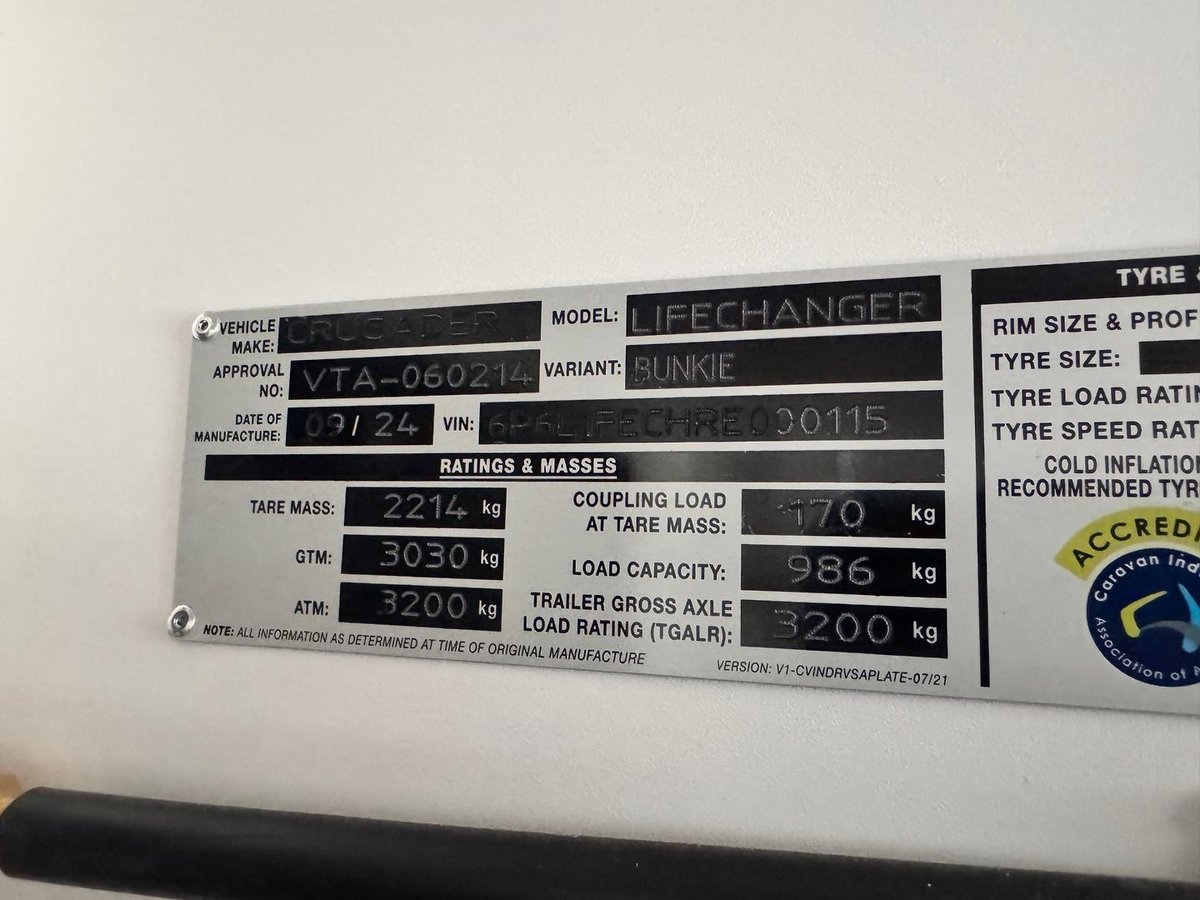 VEHICLE MAKE: CRUSADER MODEL: LIFECHANGER
APPROVAL NO: VTA-060214 VARIANT: BUNKIE
DATE OF MANUFACTURE: 09/ 24 VIN:
RATINGS & MASSES
TARE MASS: 2214 kg COUPLING LOAD AT TARE MASS: 170 kg
GTM: 3030 kg LOAD CAPACITY: 986 kg
ATM: 3200 kg TRAILER GROSS AXLE LOAD RATING (TGALR): 3200 kg
NOTE: ALL INFORMATION AS DETERMINED AT TIME OF ORIGINAL MANUFACTURE
VERSION: V1-CVINDRVSAPLATE-07/21
TYRE &
RIM SIZE & PROF
TYRE SIZE:
TYRE LOAD RATIN
TYRE SPEED RAT
COLD INFLATION
RECOMMENDED TYR
ACCREDI
Caravan Ind
Association of